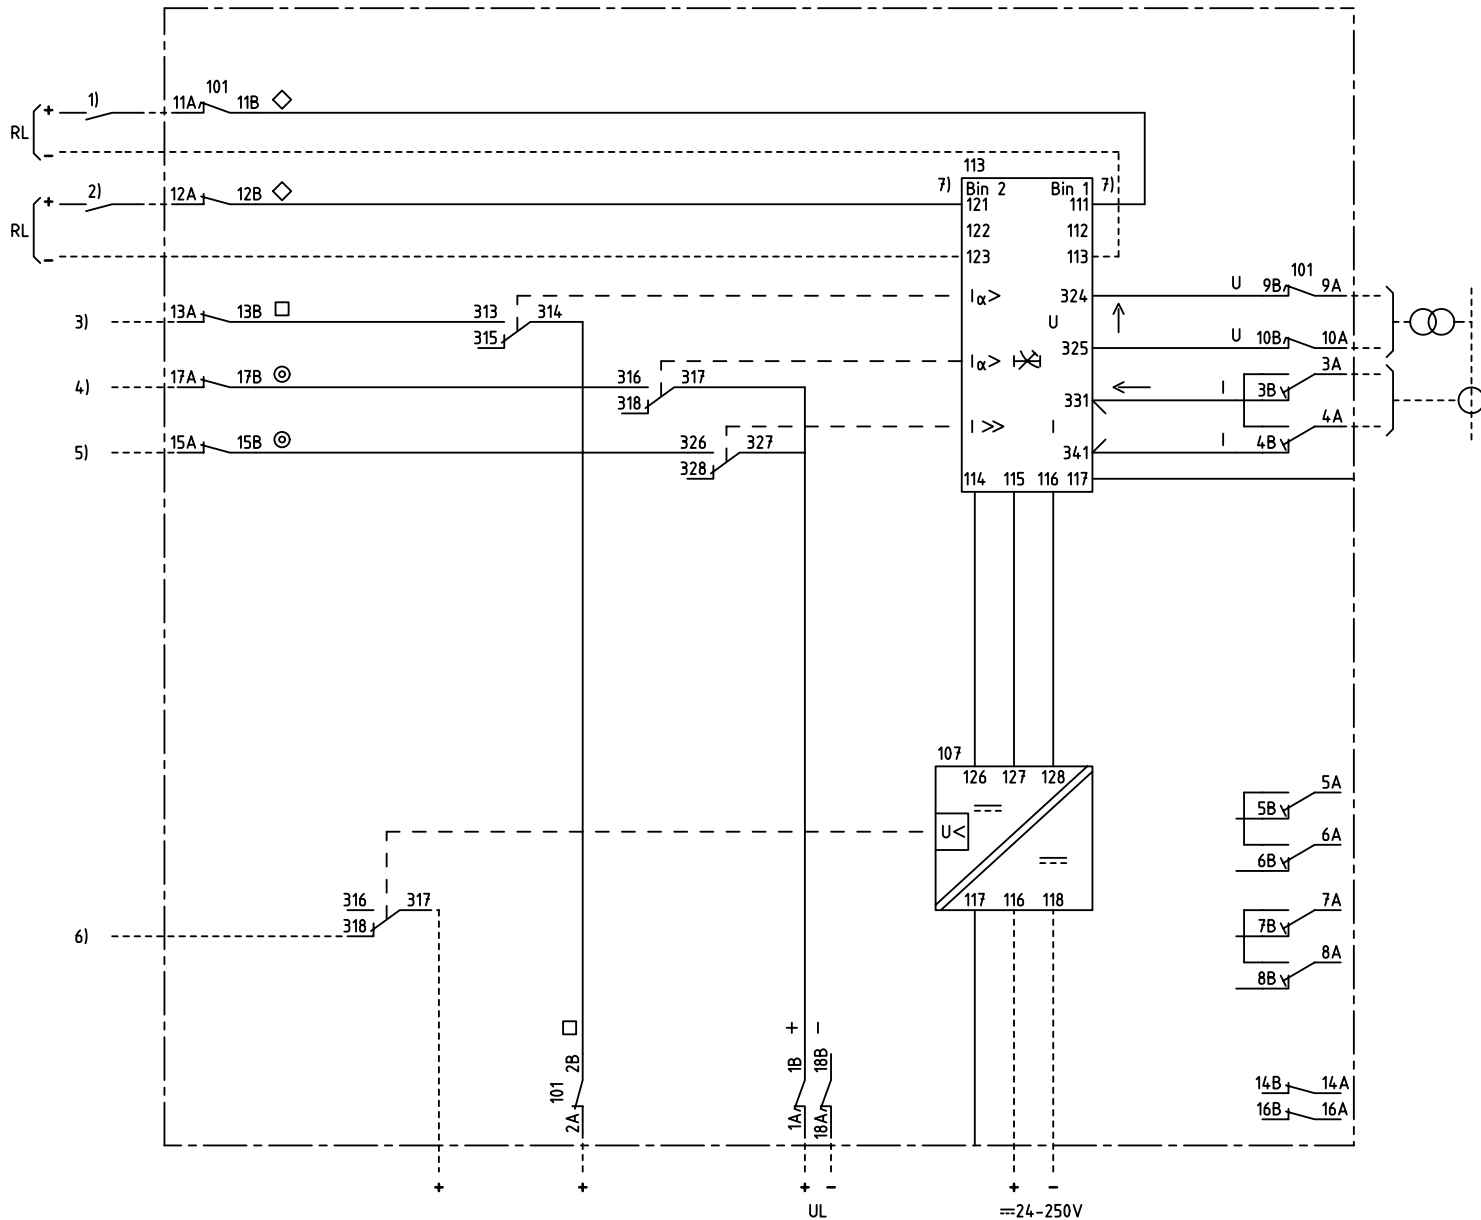 101
1) 11A 11B
+
RL
-
113
7) Bin 2 Bin 1 7)
2) 12A 12B 121 111
+
RL 122 112
- 123 113
101
U 9B 9A
Iα> 324
3) 13A 13B 313 314 U
315 U 10B 10A
325
Iα>
3A
4) 17A 17B 316 317 I 3B
318 331
4A
I>> I
5) 15A 15B 326 327 I 4B
341
328 114 115 116 117
107
126 127 128
5A
5B
U<
6A
6B
316 317 117 116 118 7A
318 7B
6)
8A
8B
+ -
2B 1B 18B
101
14B 14A
2A 1A 18A 16B 16A
+ + + - + -
UL ⎓24-250V